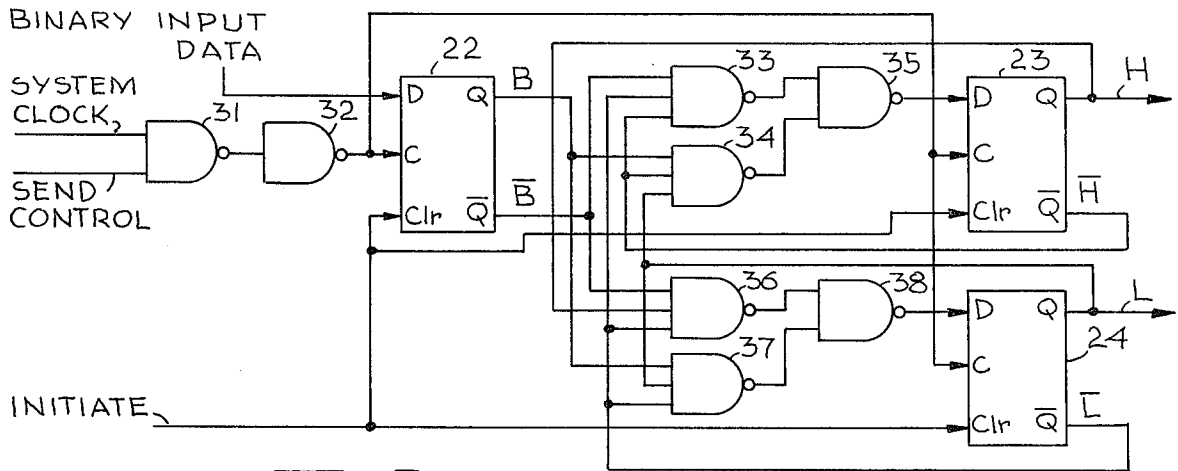 BINARY INPUT
DATA
SYSTEM
CLOCK
31
32
SEND
CONTROL
22
D
Q
C
Clr
Q̅
B
B̅
33
34
35
23
D
Q
C
Clr
Q̅
H
H̅
36
37
38
24
D
Q
C
Clr
Q̅
L
L̅
INITIATE